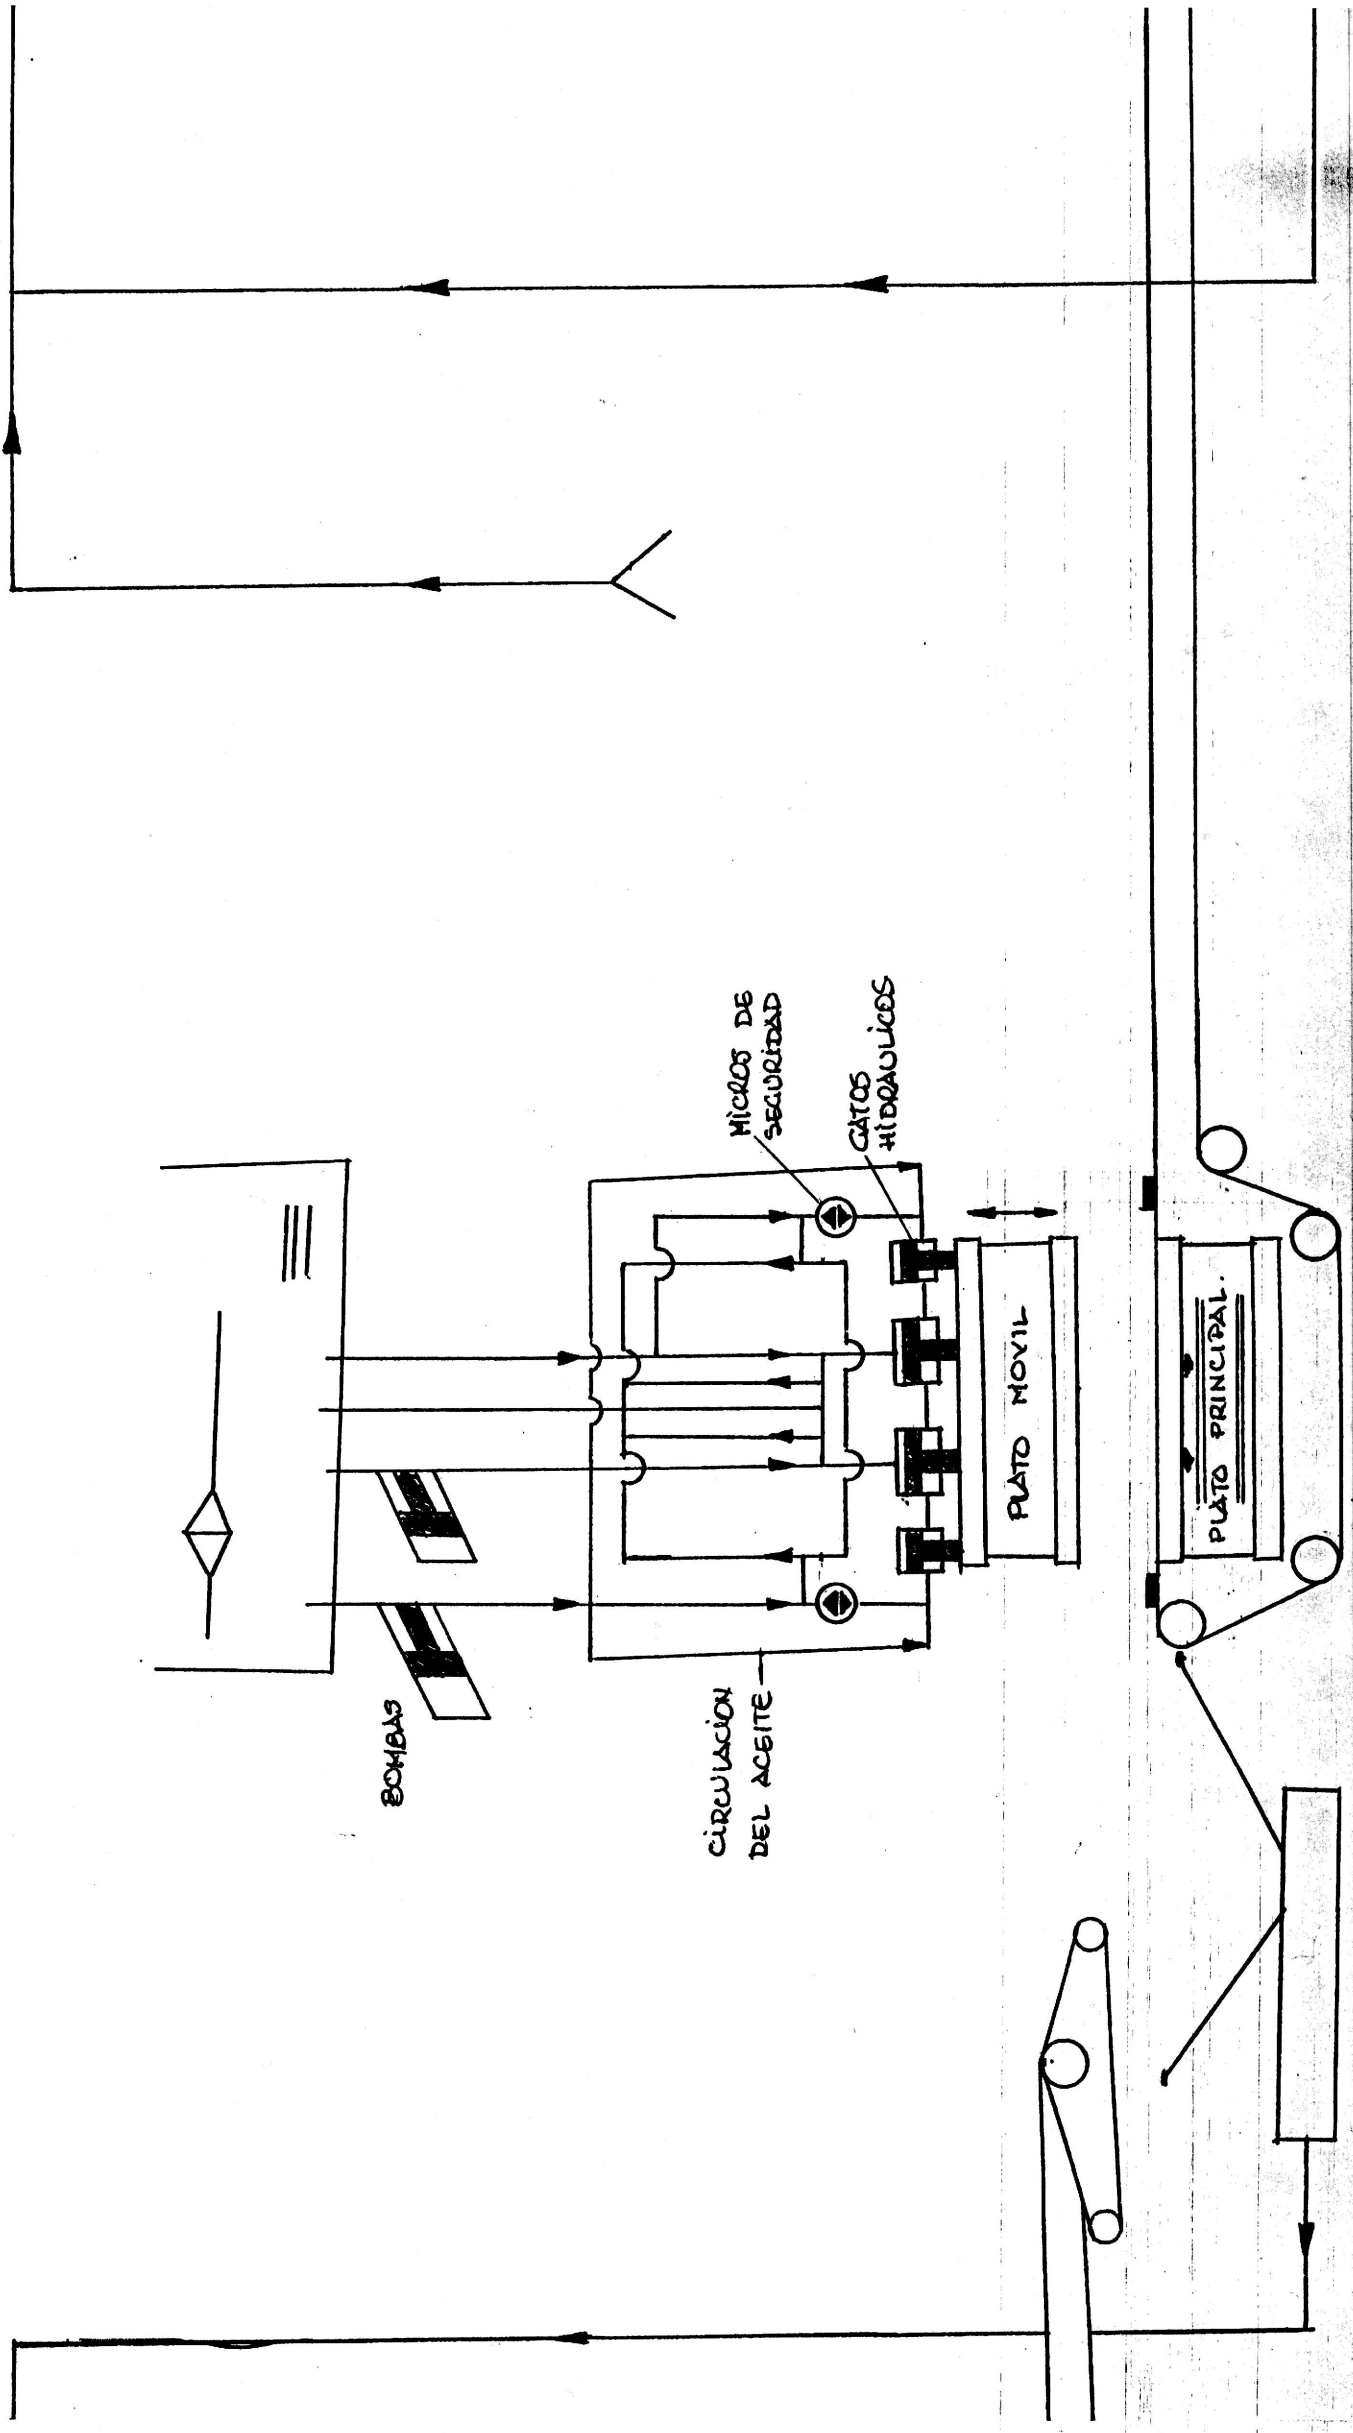 BOMBAS
CIRCULACION
DEL ACEITE
MICROS DE
SEGURIDAD
GATOS
HIDRAULICOS
PLATO MOVIL
PLATO PRINCIPAL.